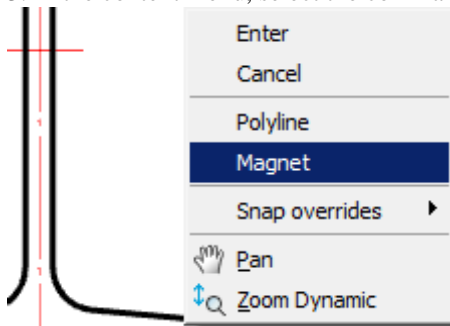 Enter
Cancel
Polyline
Magnet
Snap overrides
Pan
Zoom Dynamic